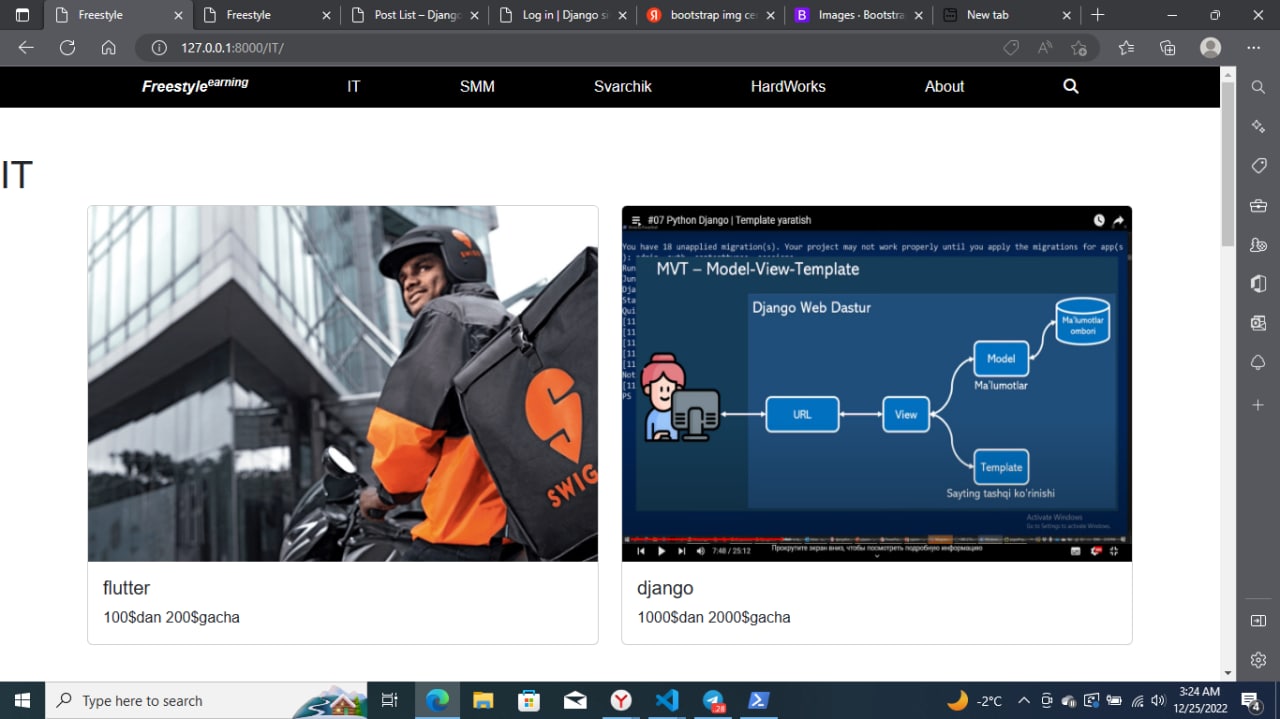 Freestyle
Freestyle
Post List – Djang
Log in | Django si
bootstrap img ce
Images · Bootstra
New tab
127.0.0.1:8000/IT/
Freestyle earning
IT
SMM
Svarchik
HardWorks
About
IT
SWIG
#07 Python Django | Template yaratish
You have 18 unapplied migration(s). Your project may not work properly until you apply the migrations for app(s
MVT – Model-View-Template
Django Web Dastur
Ma'lumotlar
ombori
Model
Ma'lumotlar
URL
View
Template
Sayting tashqi ko'rinishi
PS
Activate Windows
Go to Settings to activate Windows.
7:48 / 25:12
Прокрутите экран вниз, чтобы посмотреть подробную информацию
flutter
100$dan 200$gacha
django
1000$dan 2000$gacha
Type here to search
28
-2°C
3:24 AM
12/25/2022
4